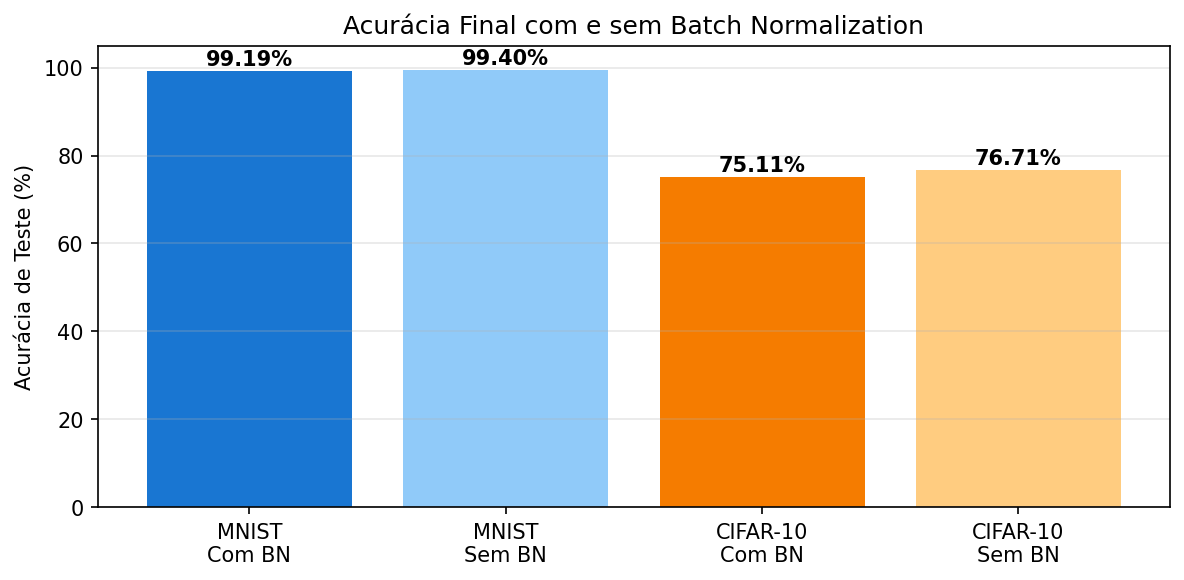 Acurácia Final com e sem Batch Normalization
Acurácia de Teste (%)
100
80
60
40
20
0
99.19%
99.40%
75.11%
76.71%
MNIST
Com BN
MNIST
Sem BN
CIFAR-10
Com BN
CIFAR-10
Sem BN